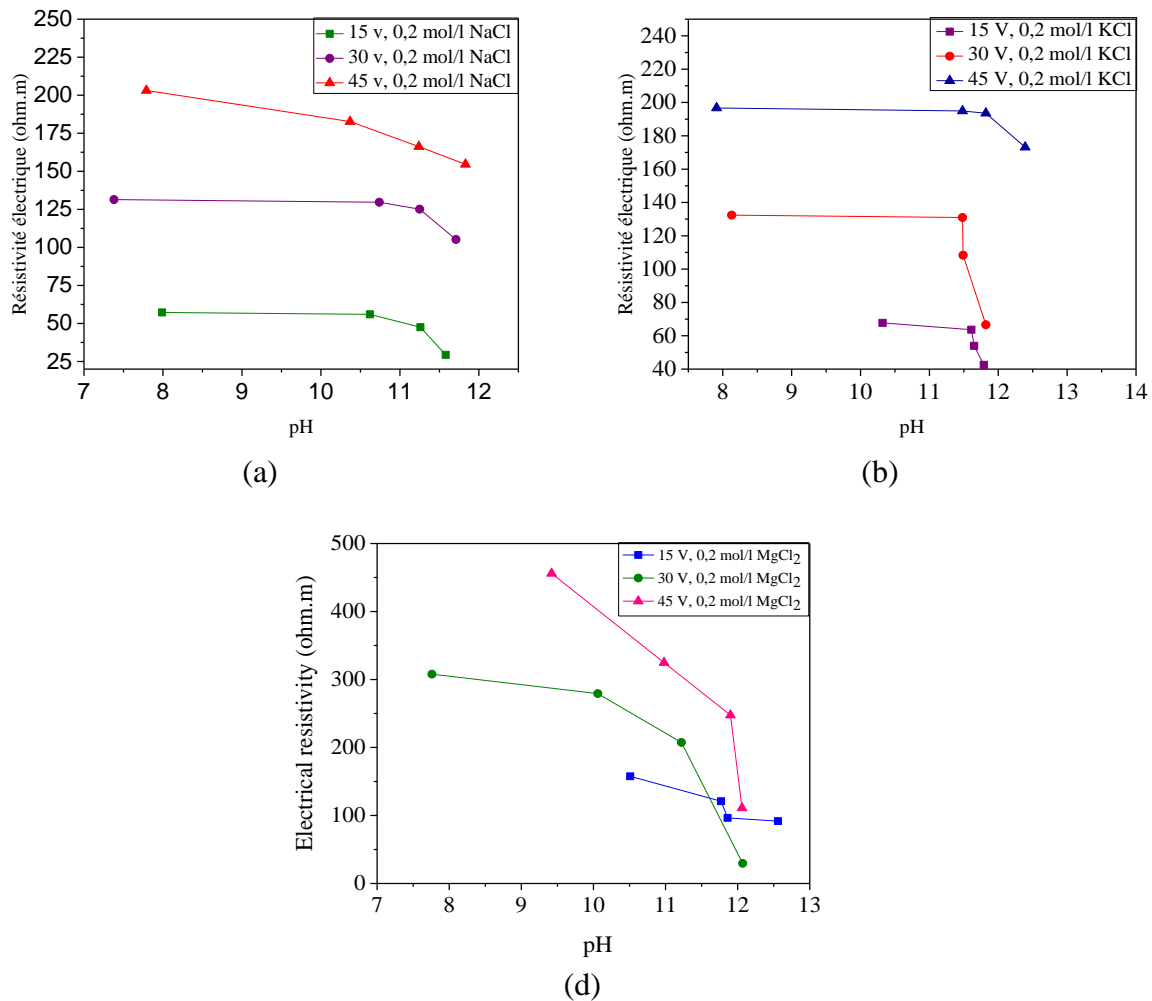 15 v, 0,2 mol/l NaCl
30 v, 0,2 mol/l NaCl
45 v, 0,2 mol/l NaCl
250
225
200
175
150
125
100
75
50
25
Résistivité électrique (ohm.m)
7 8 9 10 11 12
pH
(a)
15 V, 0,2 mol/l KCl
30 V, 0,2 mol/l KCl
45 V, 0,2 mol/l KCl
240
220
200
180
160
140
120
100
80
60
40
Résistivité électrique (ohm.m)
8 9 10 11 12 13 14
pH
(b)
15 V, 0,2 mol/l MgCl₂
30 V, 0,2 mol/l MgCl₂
45 V, 0,2 mol/l MgCl₂
500
400
300
200
100
0
Electrical resistivity (ohm.m)
7 8 9 10 11 12 13
pH
(d)